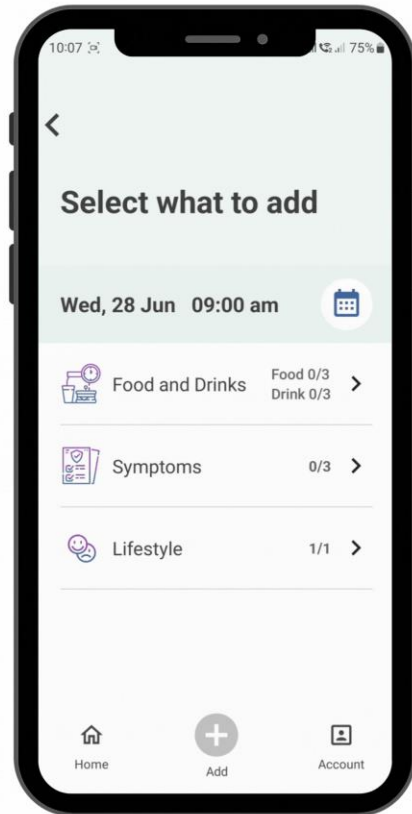 10:07 75%
Select what to add
Wed, 28 Jun 09:00 am
Food and Drinks Food 0/3
Drink 0/3
Symptoms 0/3
Lifestyle 1/1
Home Add Account